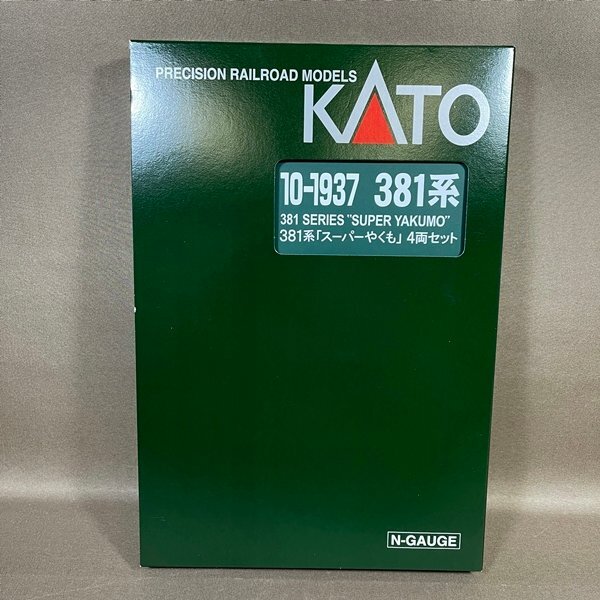 PRECISION RAILROAD MODELS
KATO
10-1937 381系
381 SERIES "SUPER YAKUMO"
381系「スーパーやくも」 4両セット
N-GAUGE